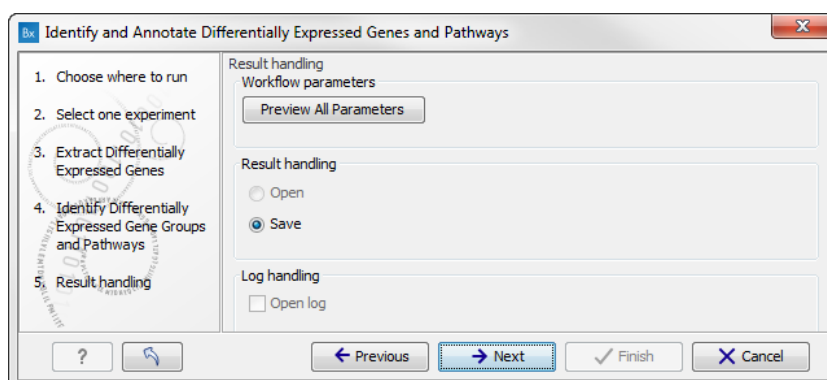 Bx Identify and Annotate Differentially Expressed Genes and Pathways
X
1. Choose where to run
2. Select one experiment
3. Extract Differentially
Expressed Genes
4. Identify Differentially
Expressed Gene Groups
and Pathways
5. Result handling
Result handling
Workflow parameters
Preview All Parameters
Result handling
Open
Save
Log handling
Open log
? Previous Next Finish Cancel